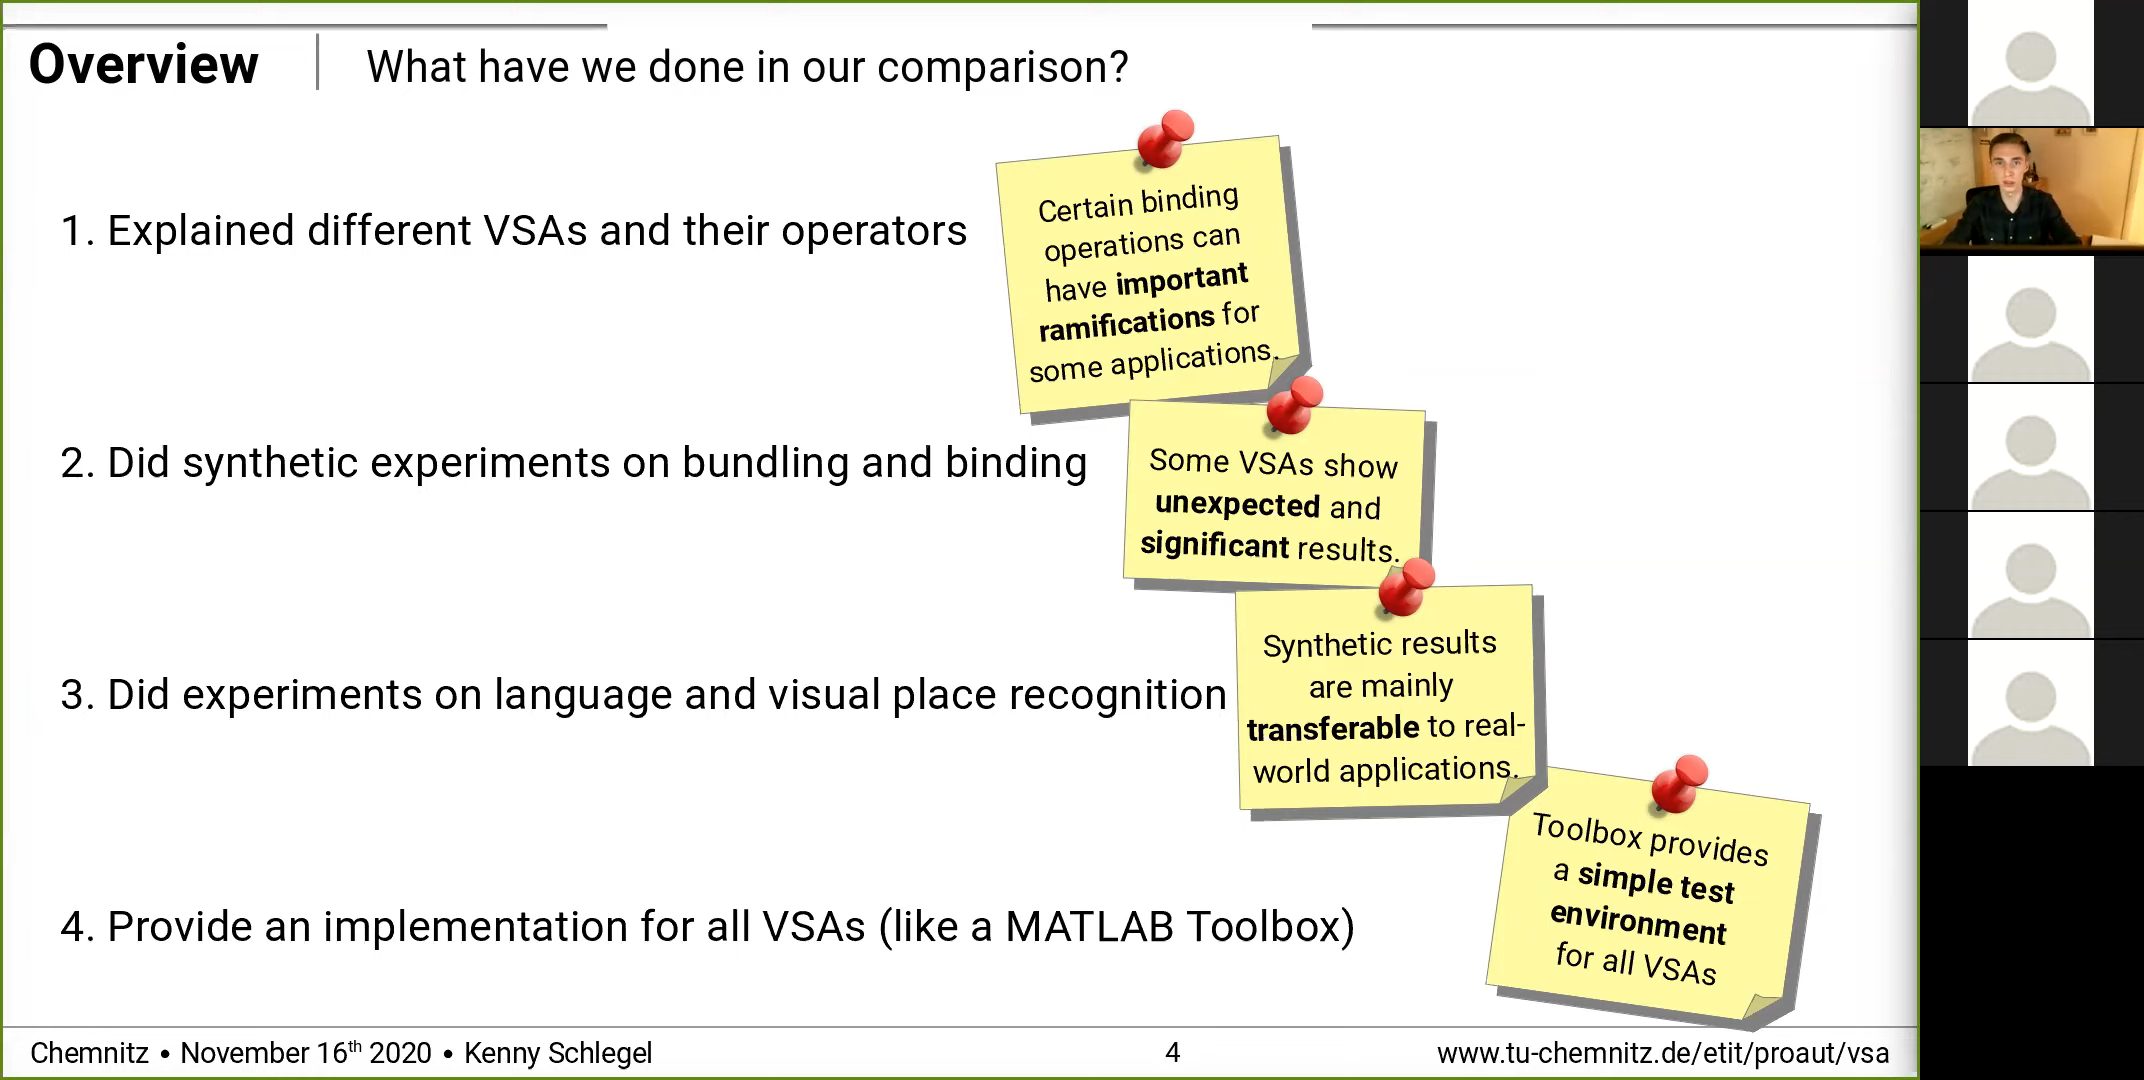 Overview
What have we done in our comparison?
1. Explained different VSAs and their operators
Certain binding
operations can
have important
ramifications for
some applications.
2. Did synthetic experiments on bundling and binding
Some VSAs show
unexpected and
significant results.
3. Did experiments on language and visual place recognition
Synthetic results
are mainly
transferable to real-
world applications.
4. Provide an implementation for all VSAs (like a MATLAB Toolbox)
Toolbox provides
a simple test
environment
for all VSAs
Chemnitz • November 16th 2020 • Kenny Schlegel
4
www.tu-chemnitz.de/etit/proaut/vsa